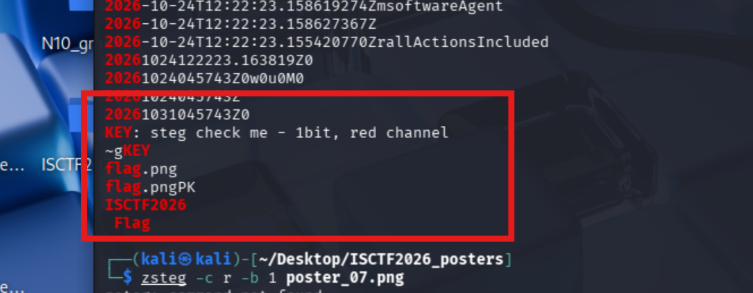 2026-10-24T12:22:23.158619274ZmsoftwareAgent
2026-10-24T12:22:23.158627367Z
2026-10-24T12:22:23.155420770ZrallActionsIncluded
N10_gr
20261024122223.163819Z0
20261024045743Z0w0u0M0
20261024045743Z
20261031045743Z0
KEY: steg check me - 1bit, red channel
~gKEY
e... ISCTF2
flag.png
flag.pngPK
ISCTF2026
Flag
(kali㉿kali)-[~/Desktop/ISCTF2026_posters]
$ zsteg -c r -b 1 poster_07.png
e...